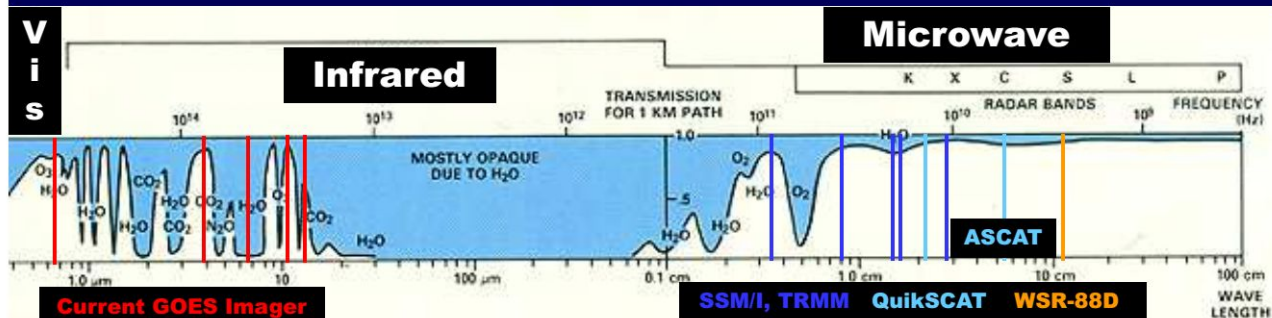 Vis
Infrared
Microwave
K X C S L P
TRANSMISSION
FOR 1 KM PATH
RADAR BANDS
FREQUENCY
(Hz)
10¹⁴
10¹³
10¹²
10¹¹
10¹⁰
10⁹
H₂O
1.0
MOSTLY OPAQUE
DUE TO H₂O
O₃
H₂O
H₂O
H₂O
CO₂
H₂O
CO₂
CO₂
N₂O
H₂O
O₃
CO₂
H₂O
.5
H₂O
H₂O
O₂
H₂O
O₂
ASCAT
1.0 μm
10
100 μm
0.1 cm
1.0 cm
10 cm
100 cm
WAVE
LENGTH
Current GOES Imager
SSM/I, TRMM
QuikSCAT
WSR-88D